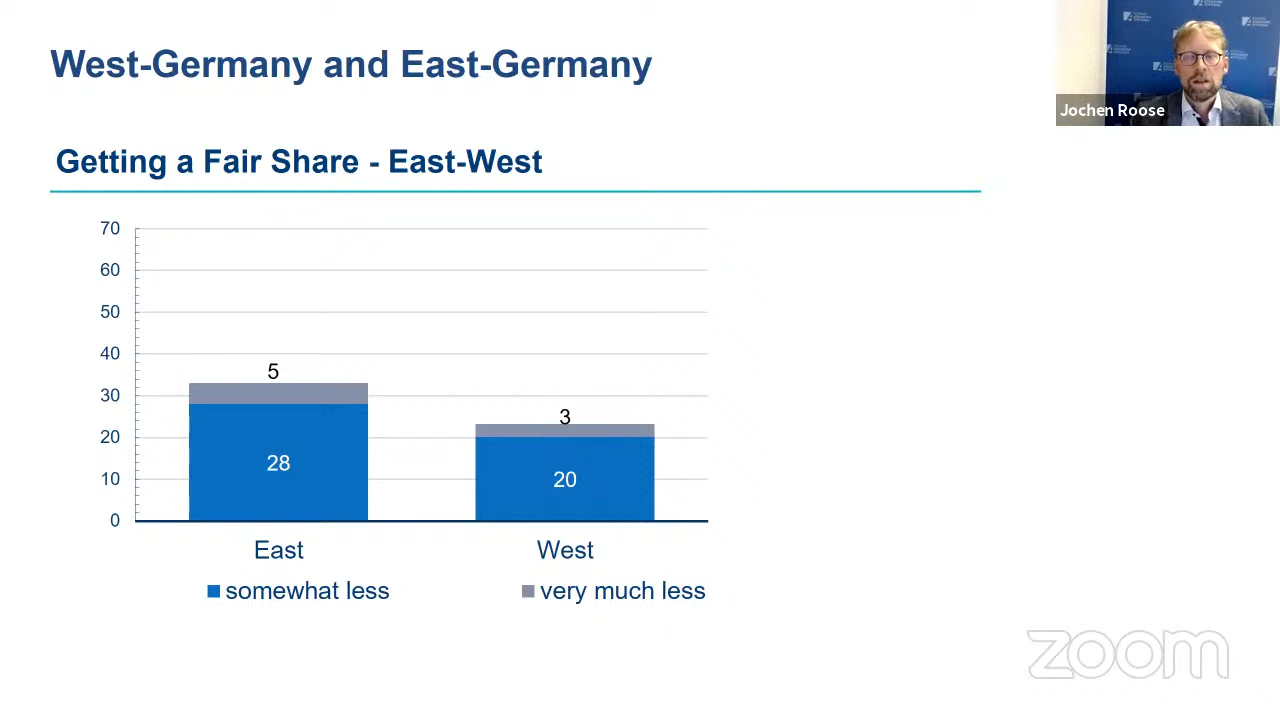 West-Germany and East-Germany
Jochen Roose
Getting a Fair Share - East-West
70
60
50
40
30
20
10
0
5
28
3
20
East
West
somewhat less
very much less
zoom